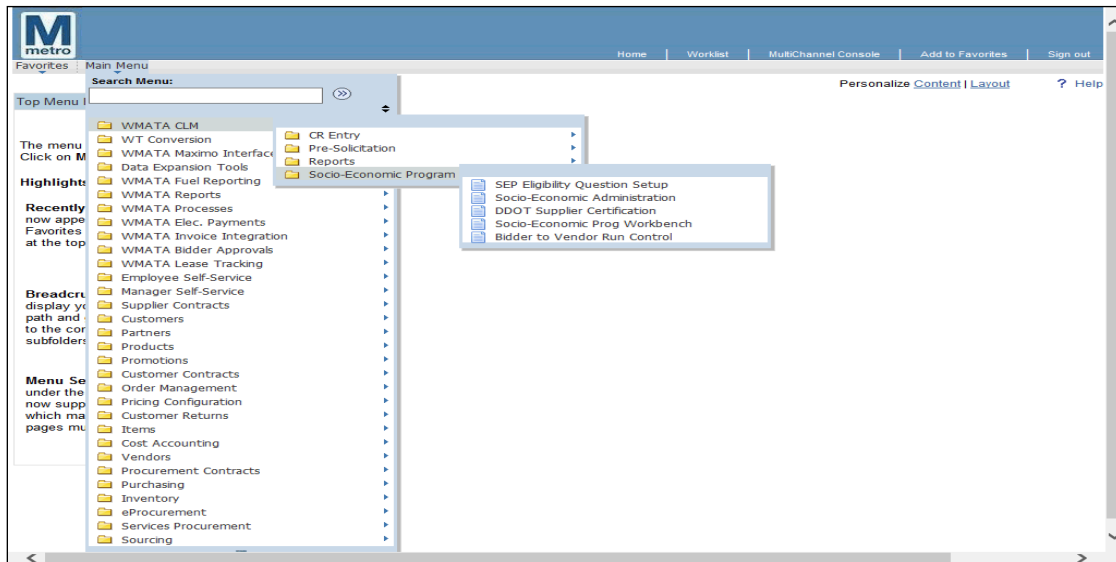 M
metro
Home | Worklist | MultiChannel Console | Add to Favorites | Sign out
Favorites Main Menu
Personalize Content | Layout ? Help
Top Menu
The menu
Click on M
Highlights
Recently
now appe
Favorites
at the top
Breadcru
display yo
path and
to the cor
subfolders
Menu Se
under the
now supp
which ma
pages mu
Search Menu:
WMATA CLM
WT Conversion
WMATA Maximo Interface
Data Expansion Tools
WMATA Fuel Reporting
WMATA Reports
WMATA Processes
WMATA Elec. Payments
WMATA Invoice Integration
WMATA Bidder Approvals
WMATA Lease Tracking
Employee Self-Service
Manager Self-Service
Supplier Contracts
Customers
Partners
Products
Promotions
Customer Contracts
Order Management
Pricing Configuration
Customer Returns
Items
Cost Accounting
Vendors
Procurement Contracts
Purchasing
Inventory
eProcurement
Services Procurement
Sourcing
CR Entry
Pre-Solicitation
Reports
Socio-Economic Program
SEP Eligibility Question Setup
Socio-Economic Administration
DDOT Supplier Certification
Socio-Economic Prog Workbench
Bidder to Vendor Run Control